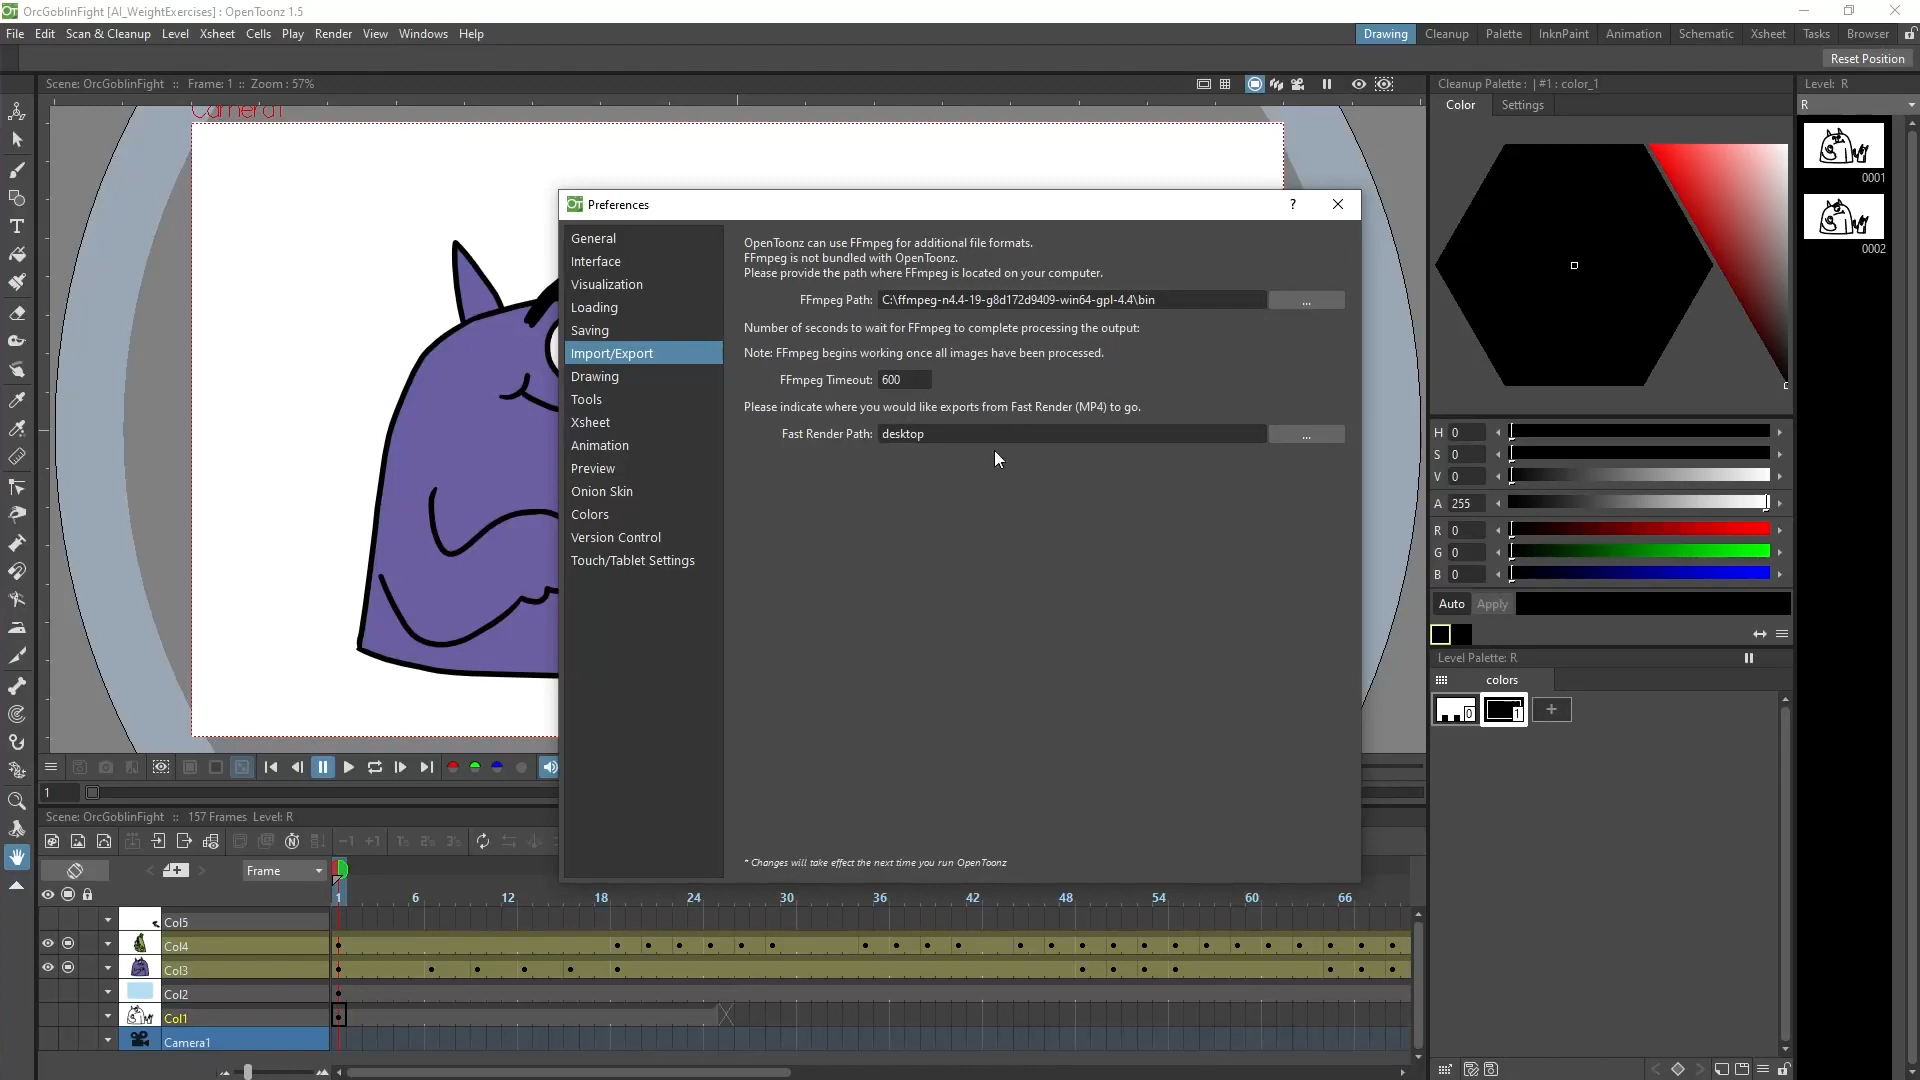 OrcGoblinFight [AI_WeightExercises] : OpenToonz 1.5
File Edit Scan & Cleanup Level Xsheet Cells Play Render View Windows Help
Drawing Cleanup Palette InknPaint Animation Schematic Xsheet Tasks Browser
Reset Position
Scene: OrcGoblinFight :: Frame: 1 :: Zoom : 57%
Cleanup Palette : | #1 : color_1
Level: R
Color Settings
R
Camera1
0001
0002
Preferences
?
General
Interface
Visualization
Loading
Saving
Import/Export
Drawing
Tools
Xsheet
Animation
Preview
Onion Skin
Colors
Version Control
Touch/Tablet Settings
OpenToonz can use FFmpeg for additional file formats.
FFmpeg is not bundled with OpenToonz.
Please provide the path where FFmpeg is located on your computer.
FFmpeg Path: C:\ffmpeg-n4.4-19-g8d172d9409-win64-gpl-4.4\bin ...
Number of seconds to wait for FFmpeg to complete processing the output:
Note: FFmpeg begins working once all images have been processed.
FFmpeg Timeout: 600
Please indicate where you would like exports from Fast Render (MP4) to go.
Fast Render Path: desktop ...
* Changes will take effect the next time you run OpenToonz
H 0
S 0
V 0
A 255
R 0
G 0
B 0
Auto Apply
Level Palette: R
colors
0 1 +
1
Scene: OrcGoblinFight :: 157 Frames Level: R
Frame
1 6 12 18 24 30 36 42 48 54 60 66
Col5
Col4
Col3
Col2
Col1
Camera1